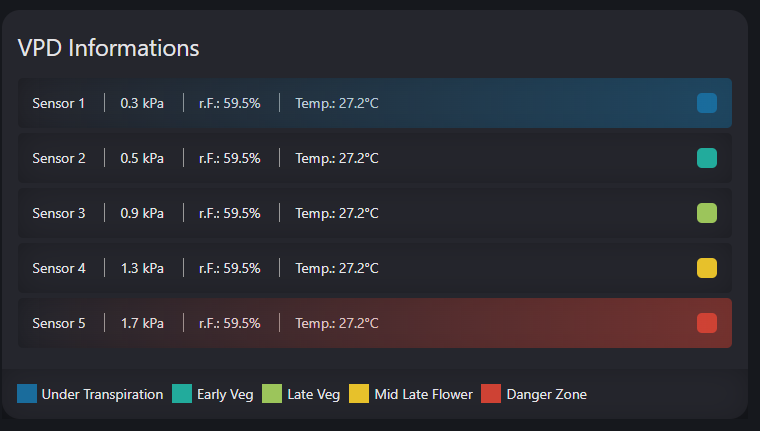 VPD Informations
Sensor 1 0.3 kPa r.F.: 59.5% Temp.: 27.2°C
Sensor 2 0.5 kPa r.F.: 59.5% Temp.: 27.2°C
Sensor 3 0.9 kPa r.F.: 59.5% Temp.: 27.2°C
Sensor 4 1.3 kPa r.F.: 59.5% Temp.: 27.2°C
Sensor 5 1.7 kPa r.F.: 59.5% Temp.: 27.2°C
Under Transpiration Early Veg Late Veg Mid Late Flower Danger Zone